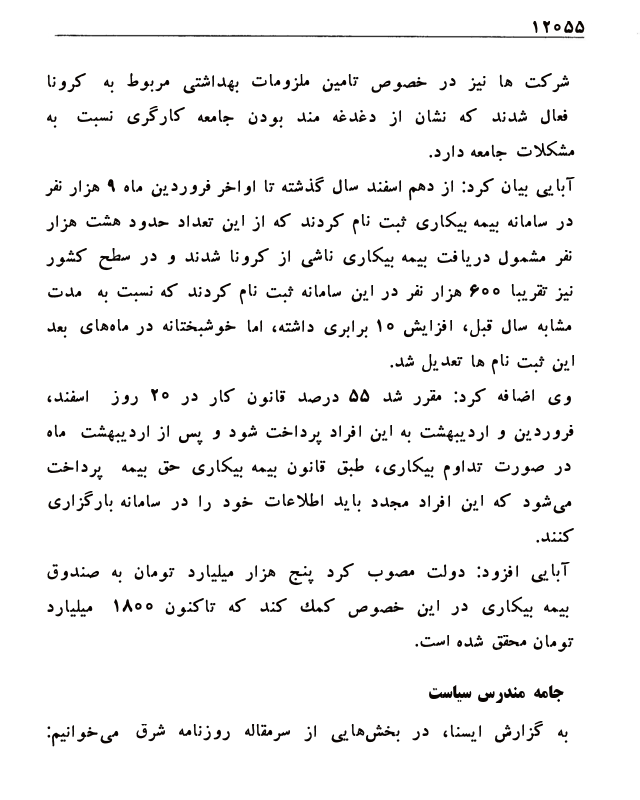 ۱۲۰۵۵
شرکت ها نیز در خصوص تامین ملزومات بهداشتی مربوط به کرونا
فعال شدند که نشان از دغدغه مند بودن جامعه کارگری نسبت به
مشکلات جامعه دارد.
آبایی بیان کرد: از دهم اسفند سال گذشته تا اواخر فروردین ماه ۹ هزار نفر
در سامانه بیمه بیکاری ثبت نام کردند که از این تعداد حدود هشت هزار
نفر مشمول دریافت بیمه بیکاری ناشی از کرونا شدند و در سطح کشور
نیز تقریبا ۶۰۰ هزار نفر در این سامانه ثبت نام کردند که نسبت به مدت
مشابه سال قبل، افزایش ۱۰ برابری داشته، اما خوشبختانه در ماه‌های بعد
این ثبت نام ها تعدیل شد.
وی اضافه کرد: مقرر شد ۵۵ درصد قانون کار در ۲۰ روز اسفند،
فروردین و اردیبهشت به این افراد پرداخت شود و پس از اردیبهشت ماه
در صورت تداوم بیکاری، طبق قانون بیمه بیکاری حق بیمه پرداخت
می‌شود که این افراد مجدد باید اطلاعات خود را در سامانه بارگزاری
کنند.
آبایی افزود: دولت مصوب کرد پنج هزار میلیارد تومان به صندوق
بیمه بیکاری در این خصوص کمك کند که تاکنون ۱۸۰۰ میلیارد
تومان محقق شده است.
جامه مندرس سیاست
به گزارش ایسنا، در بخش‌هایی از سرمقاله روزنامه شرق می‌خوانیم: